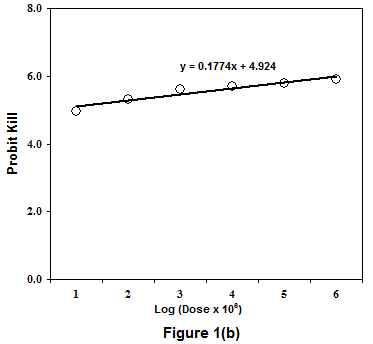 8.0
y = 0.1774x + 4.924
6.0
Probit Kill
4.0
2.0
0.0
1 2 3 4 5 6
Log (Dose x 10⁶)
Figure 1(b)